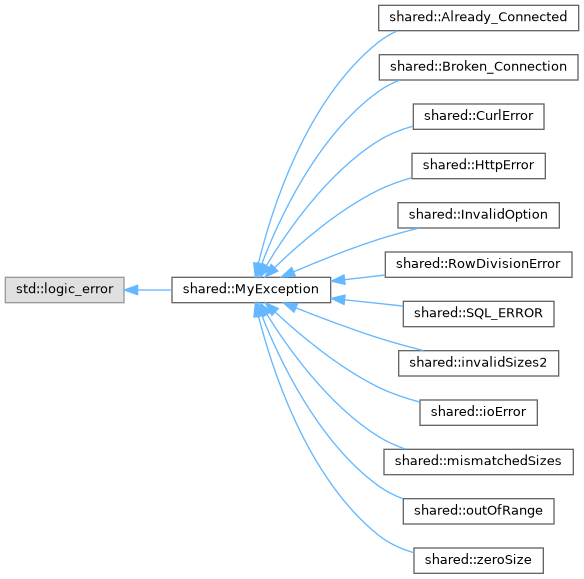 shared::Already_Connected
shared::Broken_Connection
shared::CurlError
shared::HttpError
shared::InvalidOption
shared::RowDivisionError
std::logic_error
shared::MyException
shared::SQL_ERROR
shared::invalidSizes2
shared::ioError
shared::mismatchedSizes
shared::outOfRange
shared::zeroSize